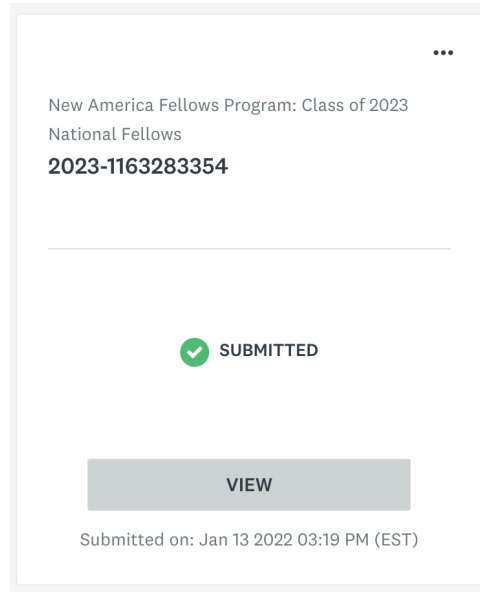 New America Fellows Program: Class of 2023
National Fellows
2023-1163283354
SUBMITTED
VIEW
Submitted on: Jan 13 2022 03:19 PM (EST)